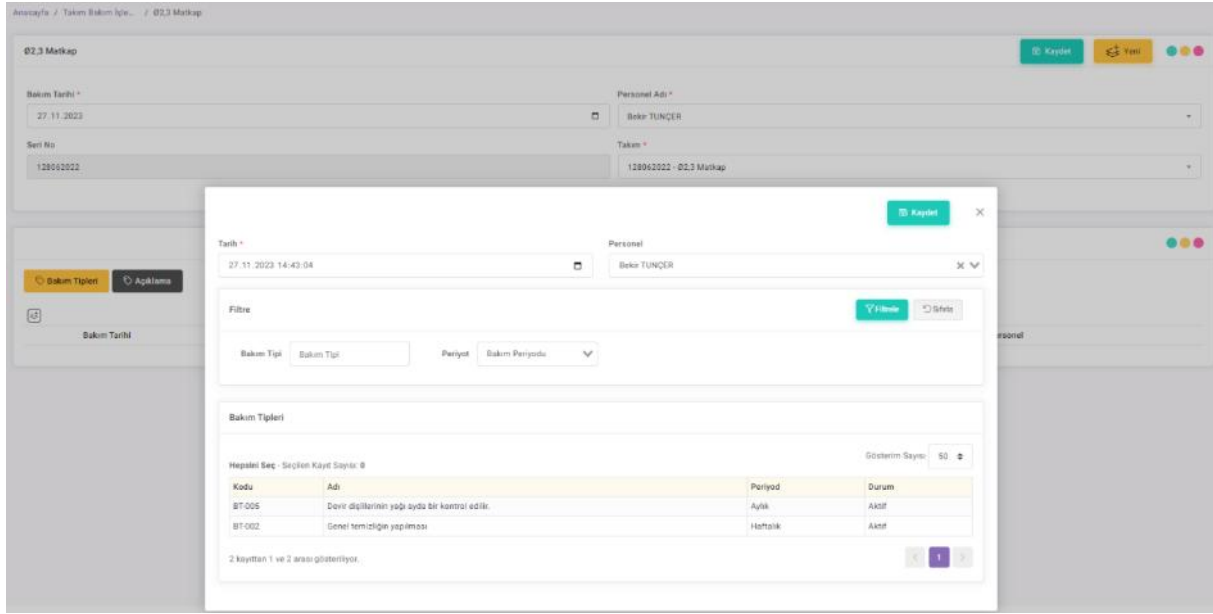 Anasayfa / Takım Bakım İşle... / Ø2,3 Matkap
Ø2,3 Matkap
Kaydet
Yeni
Bakım Tarihi *
Personel Adı *
27.11.2023
Bekir TUNÇER
Seri No
Takım *
128062022
128062022 - Ø2,3 Matkap
Kaydet
Tarih *
Personel
27.11.2023 14:43:04
Bekir TUNÇER
Bakım Tipleri
Açıklama
Filtre
Filtrele
Sıfırla
Bakım Tarihi
ersonel
Bakım Tipi
Bakım Tipi
Periyot
Bakım Periyodu
Bakım Tipleri
Gösterim Sayısı
50
Hepsini Seç - Seçilen Kayıt Sayısı: 0
Kodu Adı Periyod Durum
BT-005 Devir dişlilerinin yağı ayda bir kontrol edilir. Aylık Aktif
BT-002 Genel temizliğin yapılması Haftalık Aktif
2 kayıttan 1 ve 2 arası gösteriliyor.
1